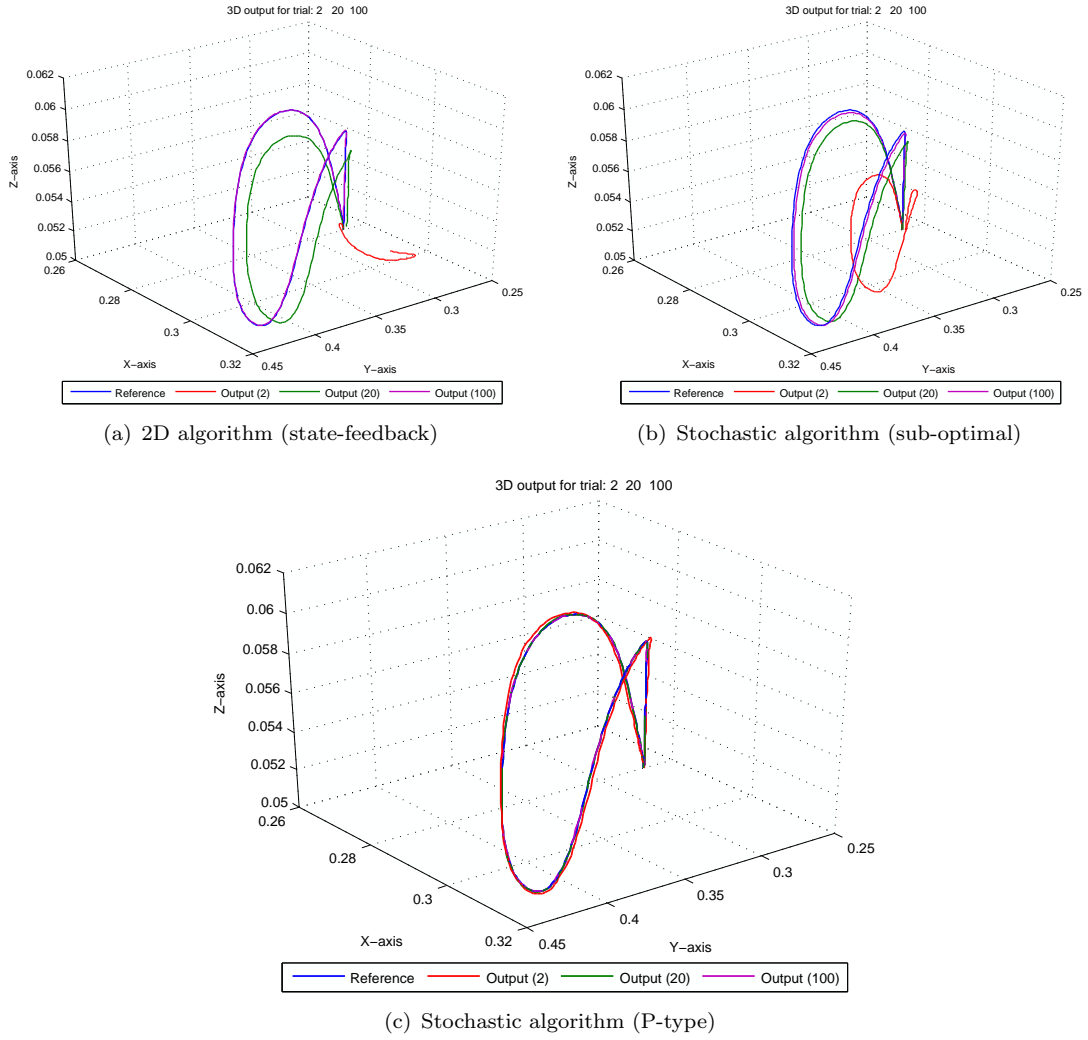 3D output for trial: 2 20 100
0.062
0.06
0.058
0.056
0.054
0.052
0.05
Z−axis
0.26
0.28
0.3
0.32
X−axis
0.45
0.4
0.35
0.3
0.25
Y−axis
Reference Output (2) Output (20) Output (100)
(a) 2D algorithm (state-feedback)
3D output for trial: 2 20 100
0.062
0.06
0.058
0.056
0.054
0.052
0.05
Z−axis
0.26
0.28
0.3
0.32
X−axis
0.45
0.4
0.35
0.3
0.25
Y−axis
Reference Output (2) Output (20) Output (100)
(b) Stochastic algorithm (sub-optimal)
3D output for trial: 2 20 100
0.062
0.06
0.058
0.056
0.054
0.052
0.05
Z−axis
0.26
0.28
0.3
0.32
X−axis
0.45
0.4
0.35
0.3
0.25
Y−axis
Reference Output (2) Output (20) Output (100)
(c) Stochastic algorithm (P-type)